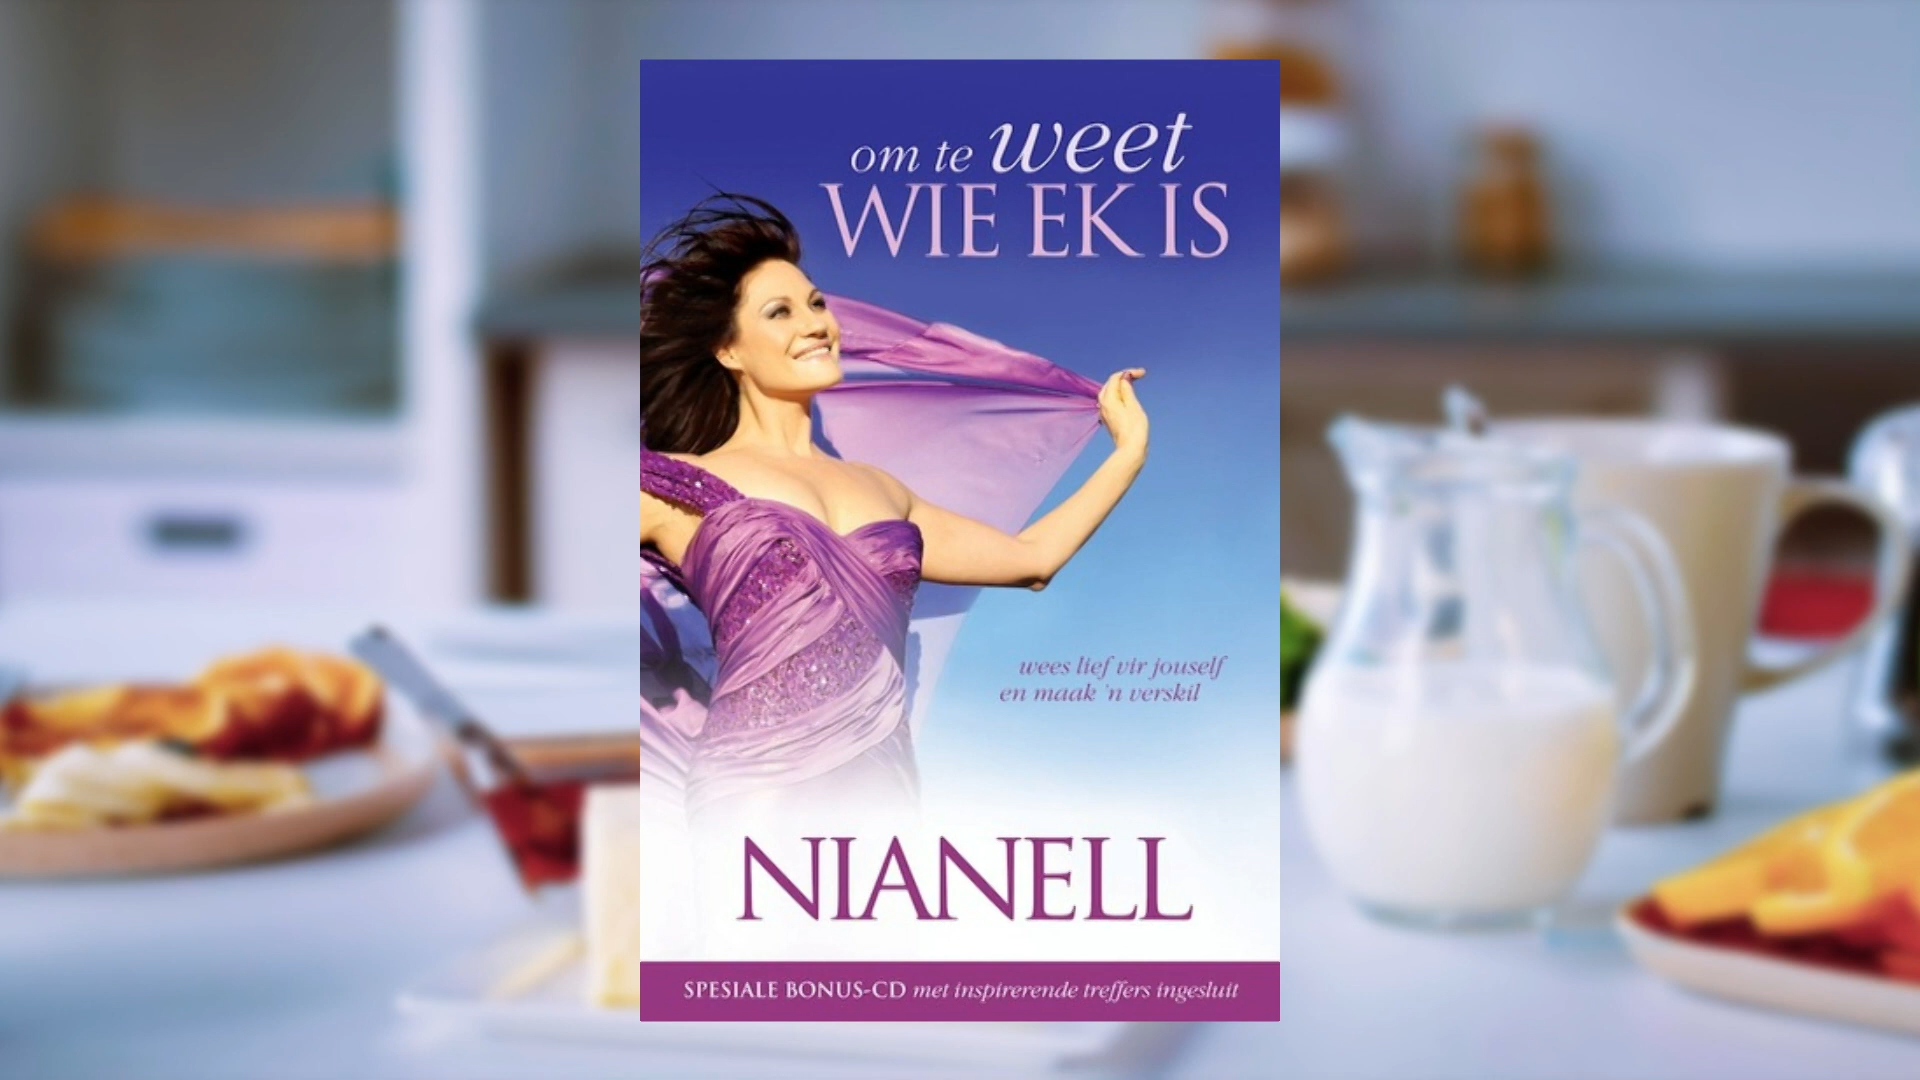 om te weet
WIE EK IS
wees lief vir jouself
en maak 'n verskil
NIANELL
SPESIALE BONUS-CD met inspirerende treffers ingesluit